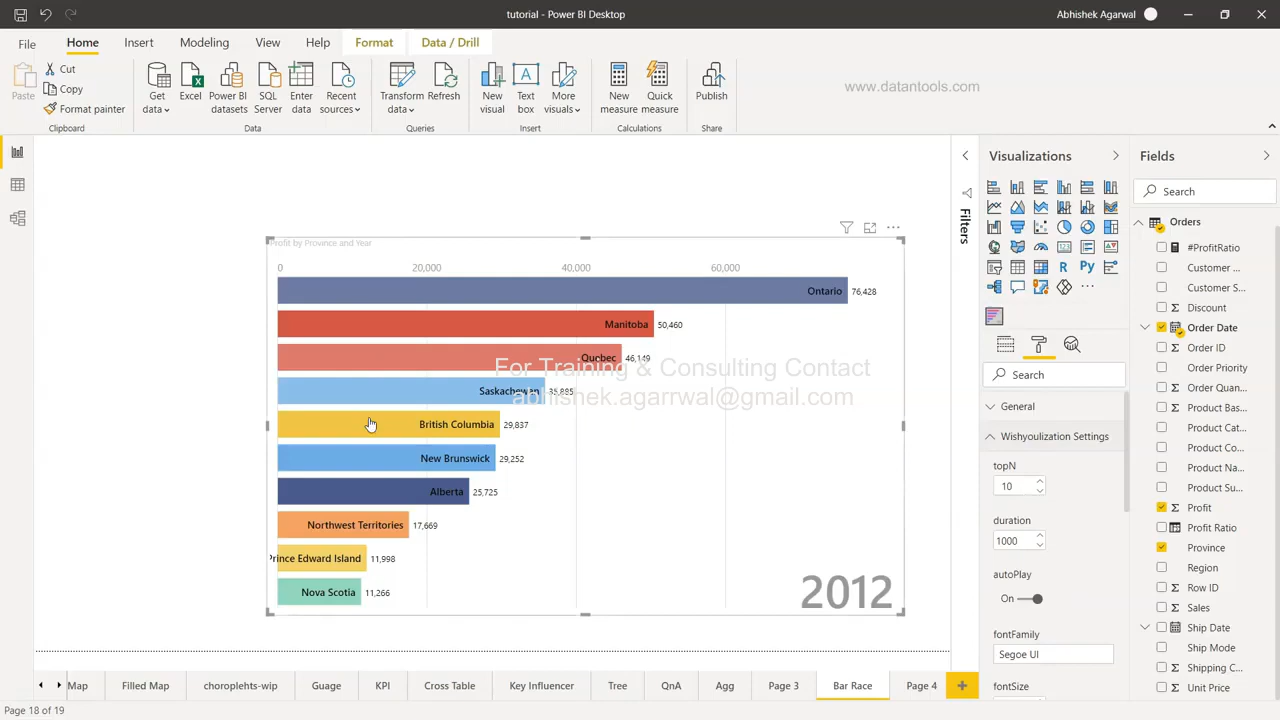 tutorial - Power BI Desktop
Abhishek Agarwal
File Home Insert Modeling View Help Format Data / Drill
Paste
Cut
Copy
Format painter
Clipboard
Get data
Excel
Power BI datasets
SQL Server
Enter data
Recent sources
Data
Transform data
Refresh
Queries
New visual
Text box
More visuals
Insert
New measure
Quick measure
Calculations
Publish
Share
www.datantools.com
Profit by Province and Year
0 20,000 40,000 60,000
Ontario 76,428
Manitoba 50,460
Quebec 46,149
For Training & Consulting Contact
Saskachewan
abhishek.agarrwal@gmail.com
British Columbia 29,837
New Brunswick 29,252
Alberta 25,725
Northwest Territories 17,669
Prince Edward Island 11,998
Nova Scotia 11,266
2012
Filters
Visualizations
R Py
Search
General
Wishyoulization Settings
topN
10
duration
1000
autoPlay
On
fontFamily
Segoe UI
fontSize
Fields
Search
Orders
#ProfitRatio
Customer ...
Customer S...
Discount
Order Date
Order ID
Order Priority
Order Quan...
Product Bas...
Product Cat...
Product Co...
Product Na...
Product Su...
Profit
Profit Ratio
Province
Region
Row ID
Sales
Ship Date
Ship Mode
Shipping C...
Unit Price
Map Filled Map choroplehts-wip Guage KPI Cross Table Key Influencer Tree QnA Agg Page 3 Bar Race Page 4
Page 18 of 19